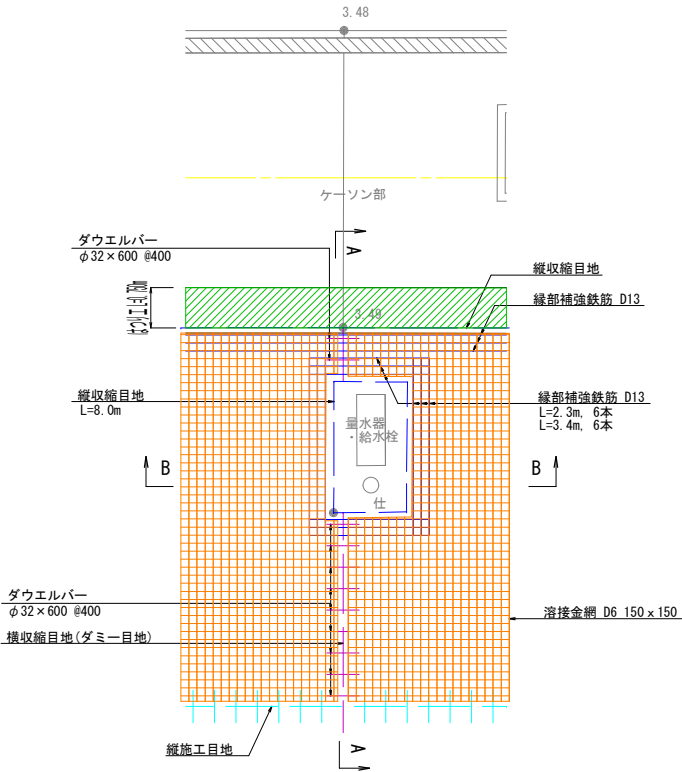 3.48
ケーソン部
A
ダウエルバー
φ32×600 @400
縦収縮目地
縁部補強鉄筋 D13
3.49
縦収縮目地
L=8.0m
縁部補強鉄筋 D13
L=2.3m, 6本
L=3.4m, 6本
量水器
・給水栓
B
B
仕
ダウエルバー
φ32×600 @400
溶接金網 D6 150×150
横収縮目地(ダミー目地)
縦施工目地
A